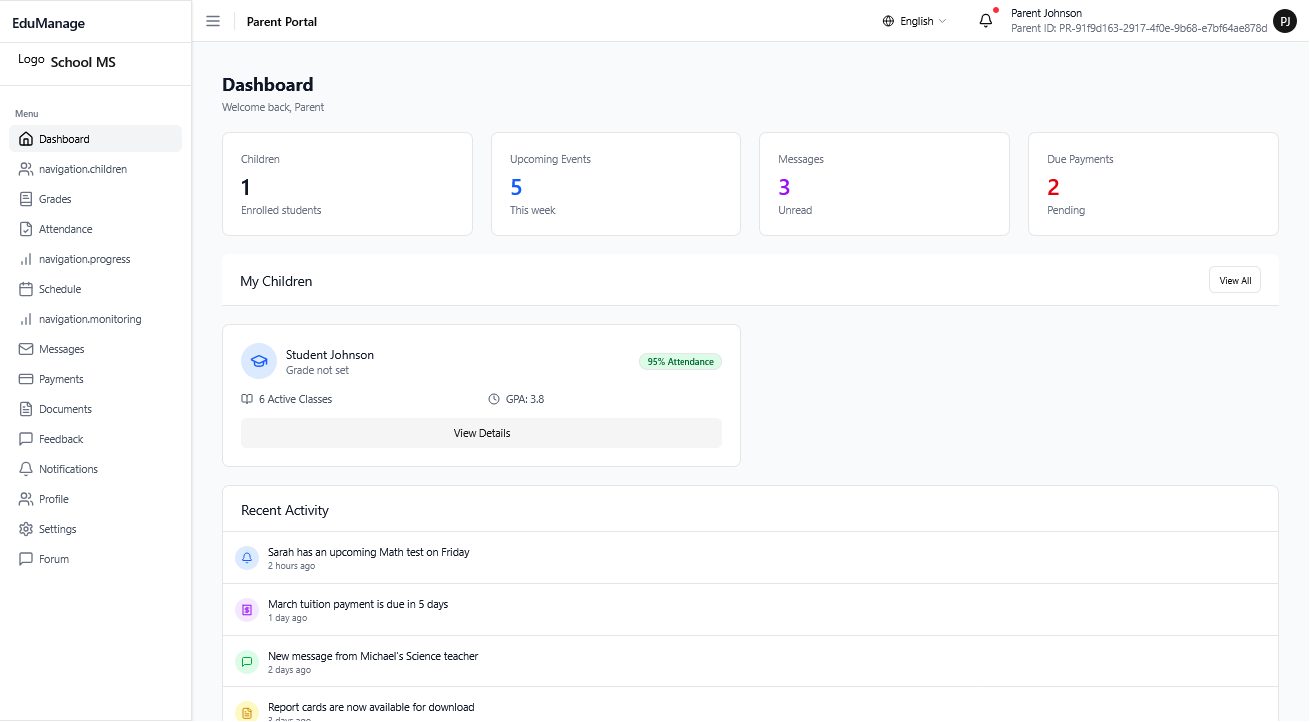 EduManage
Logo School MS
Menu
Dashboard
navigation.children
Grades
Attendance
navigation.progress
Schedule
navigation.monitoring
Messages
Payments
Documents
Feedback
Notifications
Profile
Settings
Forum
Parent Portal
English
Parent Johnson
Parent ID: PR-91f9d163-2917-4f0e-9b68-e7bf64ae878d
PJ
Dashboard
Welcome back, Parent
Children
1
Enrolled students
Upcoming Events
5
This week
Messages
3
Unread
Due Payments
2
Pending
My Children
View All
Student Johnson
Grade not set
95% Attendance
6 Active Classes
GPA: 3.8
View Details
Recent Activity
Sarah has an upcoming Math test on Friday
2 hours ago
March tuition payment is due in 5 days
1 day ago
New message from Michael's Science teacher
2 days ago
Report cards are now available for download
3 days ago